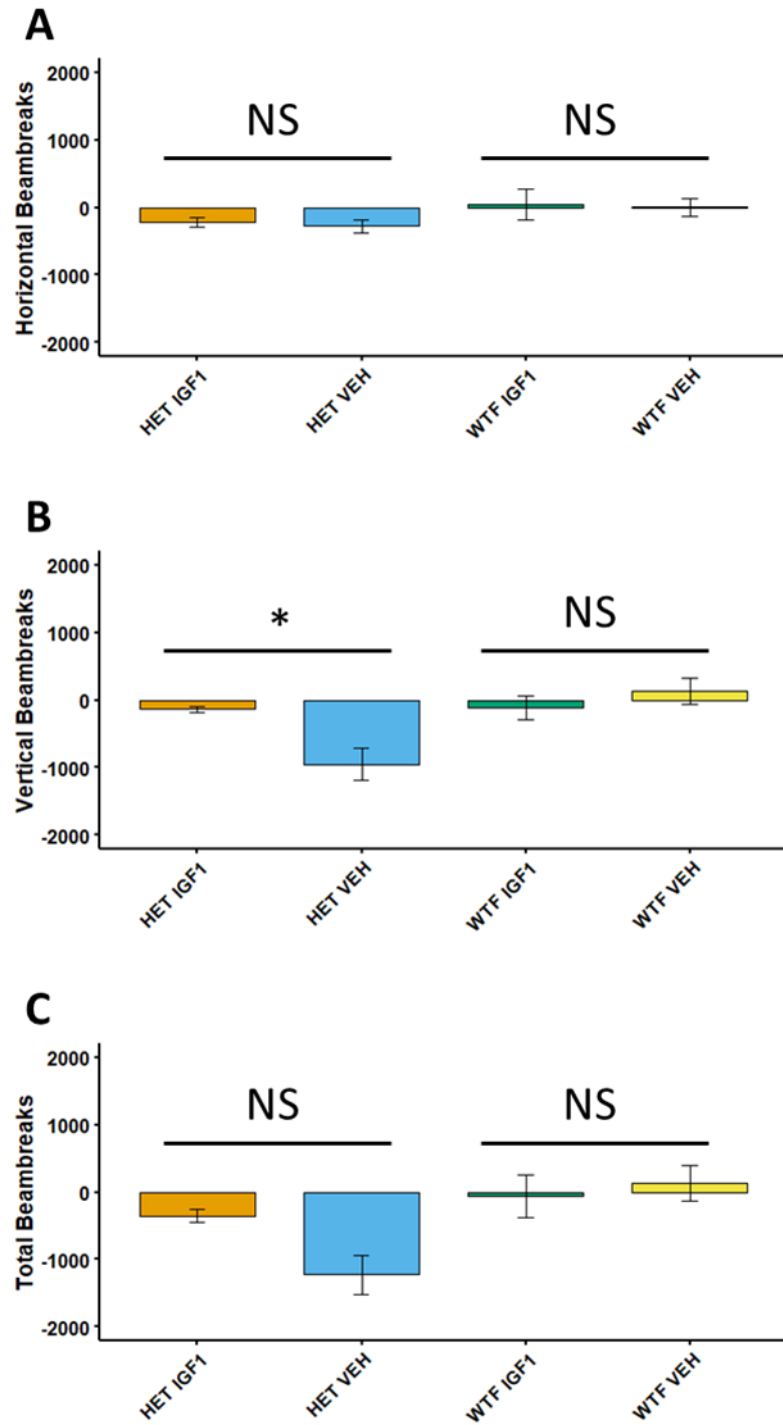 A
Horizontal Beambreaks
2000
1000
0
-1000
-2000
NS
NS
HET IGF1
HET VEH
WTF IGF1
WTF VEH
B
Vertical Beambreaks
2000
1000
0
-1000
-2000
*
NS
HET IGF1
HET VEH
WTF IGF1
WTF VEH
C
Total Beambreaks
2000
1000
0
-1000
-2000
NS
NS
HET IGF1
HET VEH
WTF IGF1
WTF VEH